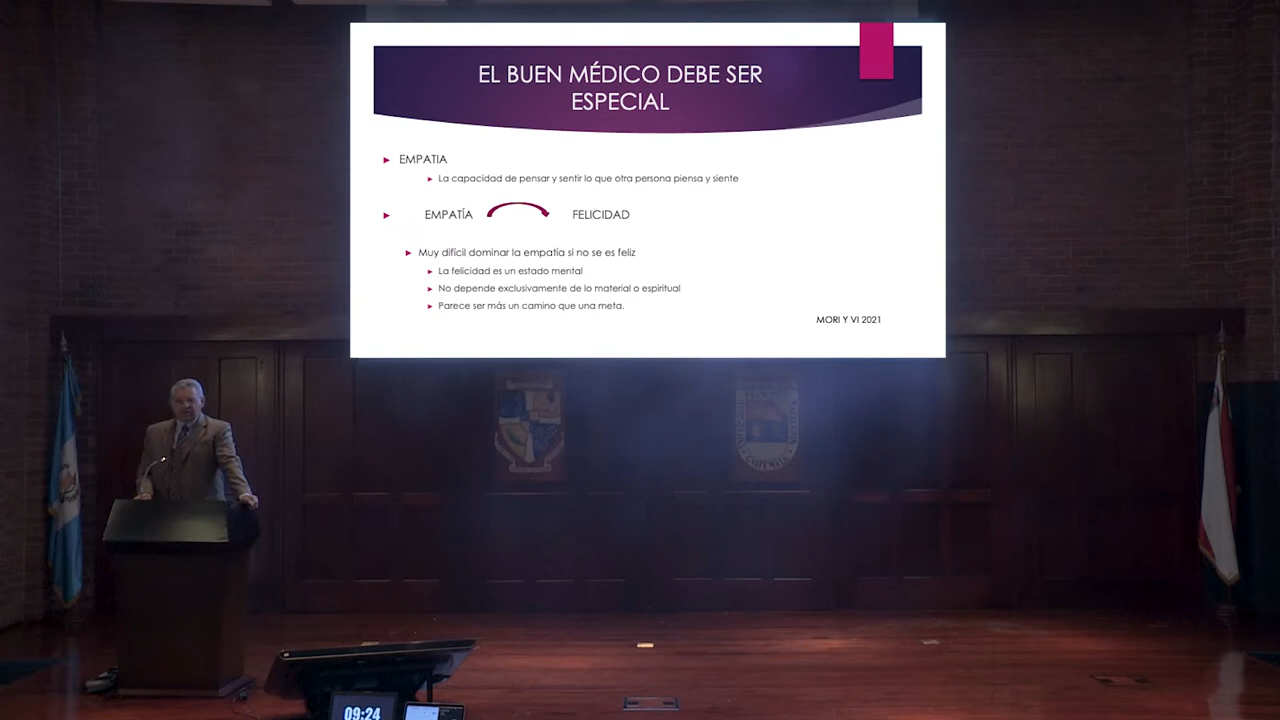 EL BUEN MÉDICO DEBE SER
ESPECIAL
EMPATIA
La capacidad de pensar y sentir lo que otra persona piensa y siente
EMPATÍA FELICIDAD
Muy difícil dominar la empatía si no se es feliz
La felicidad es un estado mental
No depende exclusivamente de lo material o espiritual
Parece ser más un camino que una meta.
MORI Y VI 2021
09:24